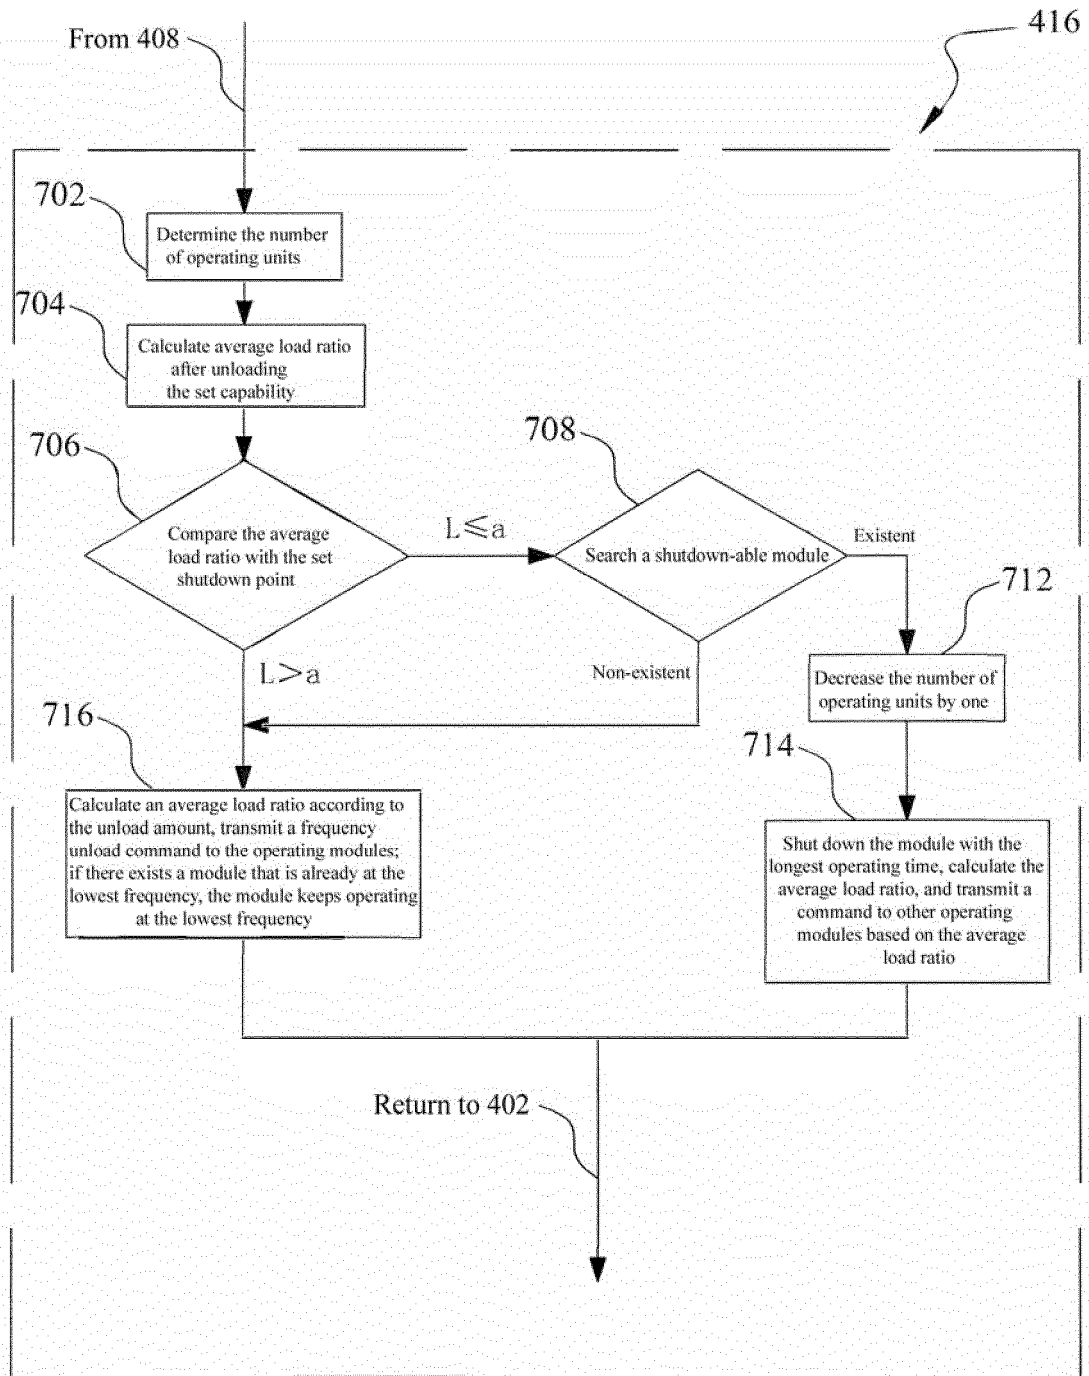 416
From 408
702
Determine the number
of operating units
704
Calculate average load ratio
after unloading
the set capability
706
Compare the average
load ratio with the set
shutdown point
L≤a
L>a
708
Search a shutdown-able module
Existent
Non-existent
712
Decrease the number of
operating units by one
714
Shut down the module with the
longest operating time, calculate the
average load ratio, and transmit a
command to other operating
modules based on the average
load ratio
716
Calculate an average load ratio according to
the unload amount, transmit a frequency
unload command to the operating modules;
if there exists a module that is already at the
lowest frequency, the module keeps operating
at the lowest frequency
Return to 402